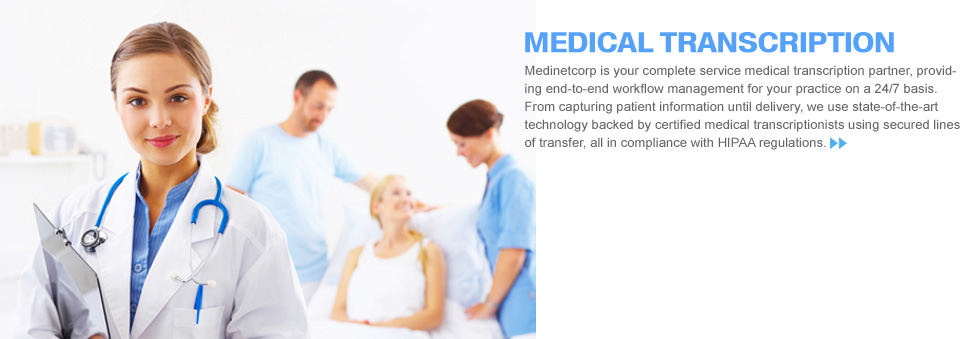 MEDICAL TRANSCRIPTION
Medinetcorp is your complete service medical transcription partner, provid-
ing end-to-end workflow management for your practice on a 24/7 basis.
From capturing patient information until delivery, we use state-of-the-art
technology backed by certified medical transcriptionists using secured lines
of transfer, all in compliance with HIPAA regulations.